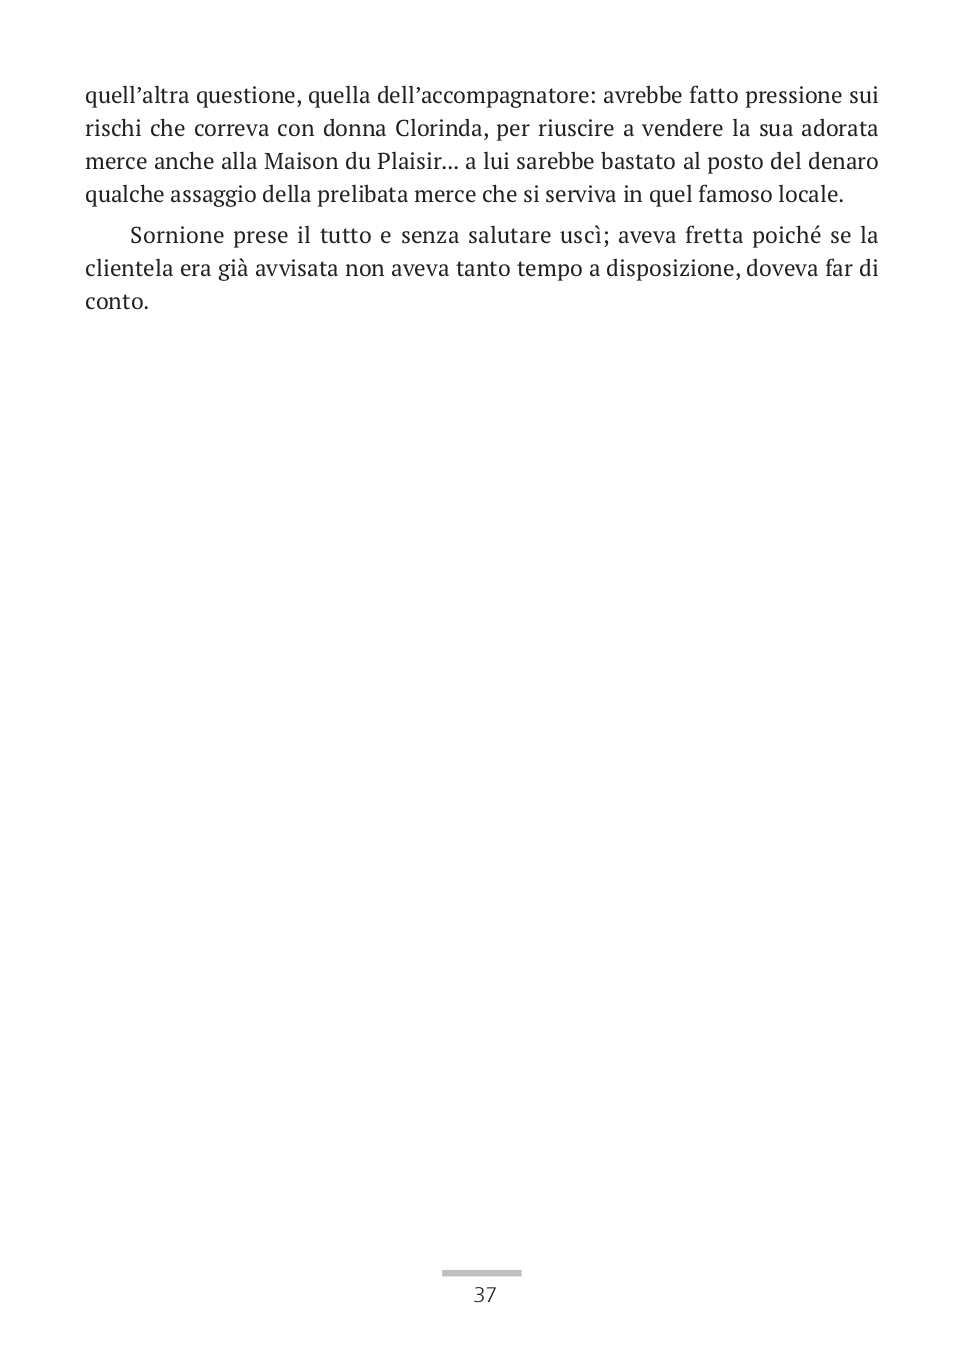 quell’altra questione, quella dell’accompagnatore: avrebbe fatto pressione sui
rischi che correva con donna Clorinda, per riuscire a vendere la sua adorata
merce anche alla Maison du Plaisir... a lui sarebbe bastato al posto del denaro
qualche assaggio della prelibata merce che si serviva in quel famoso locale.
Sornione prese il tutto e senza salutare uscì; aveva fretta poiché se la
clientela era già avvisata non aveva tanto tempo a disposizione, doveva far di
conto.
37